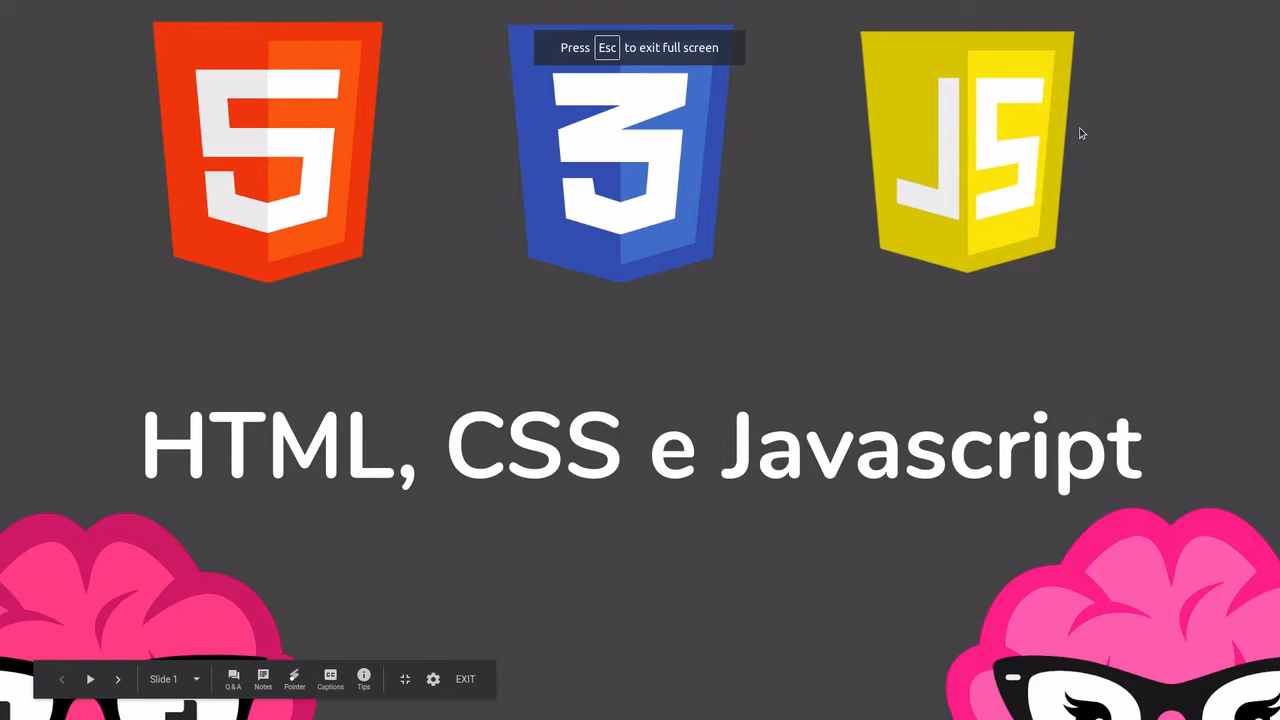 5 3 JS
Press Esc to exit full screen
HTML, CSS e Javascript
Slide 1 Q & A Notes Pointer Captions Tips EXIT
CC